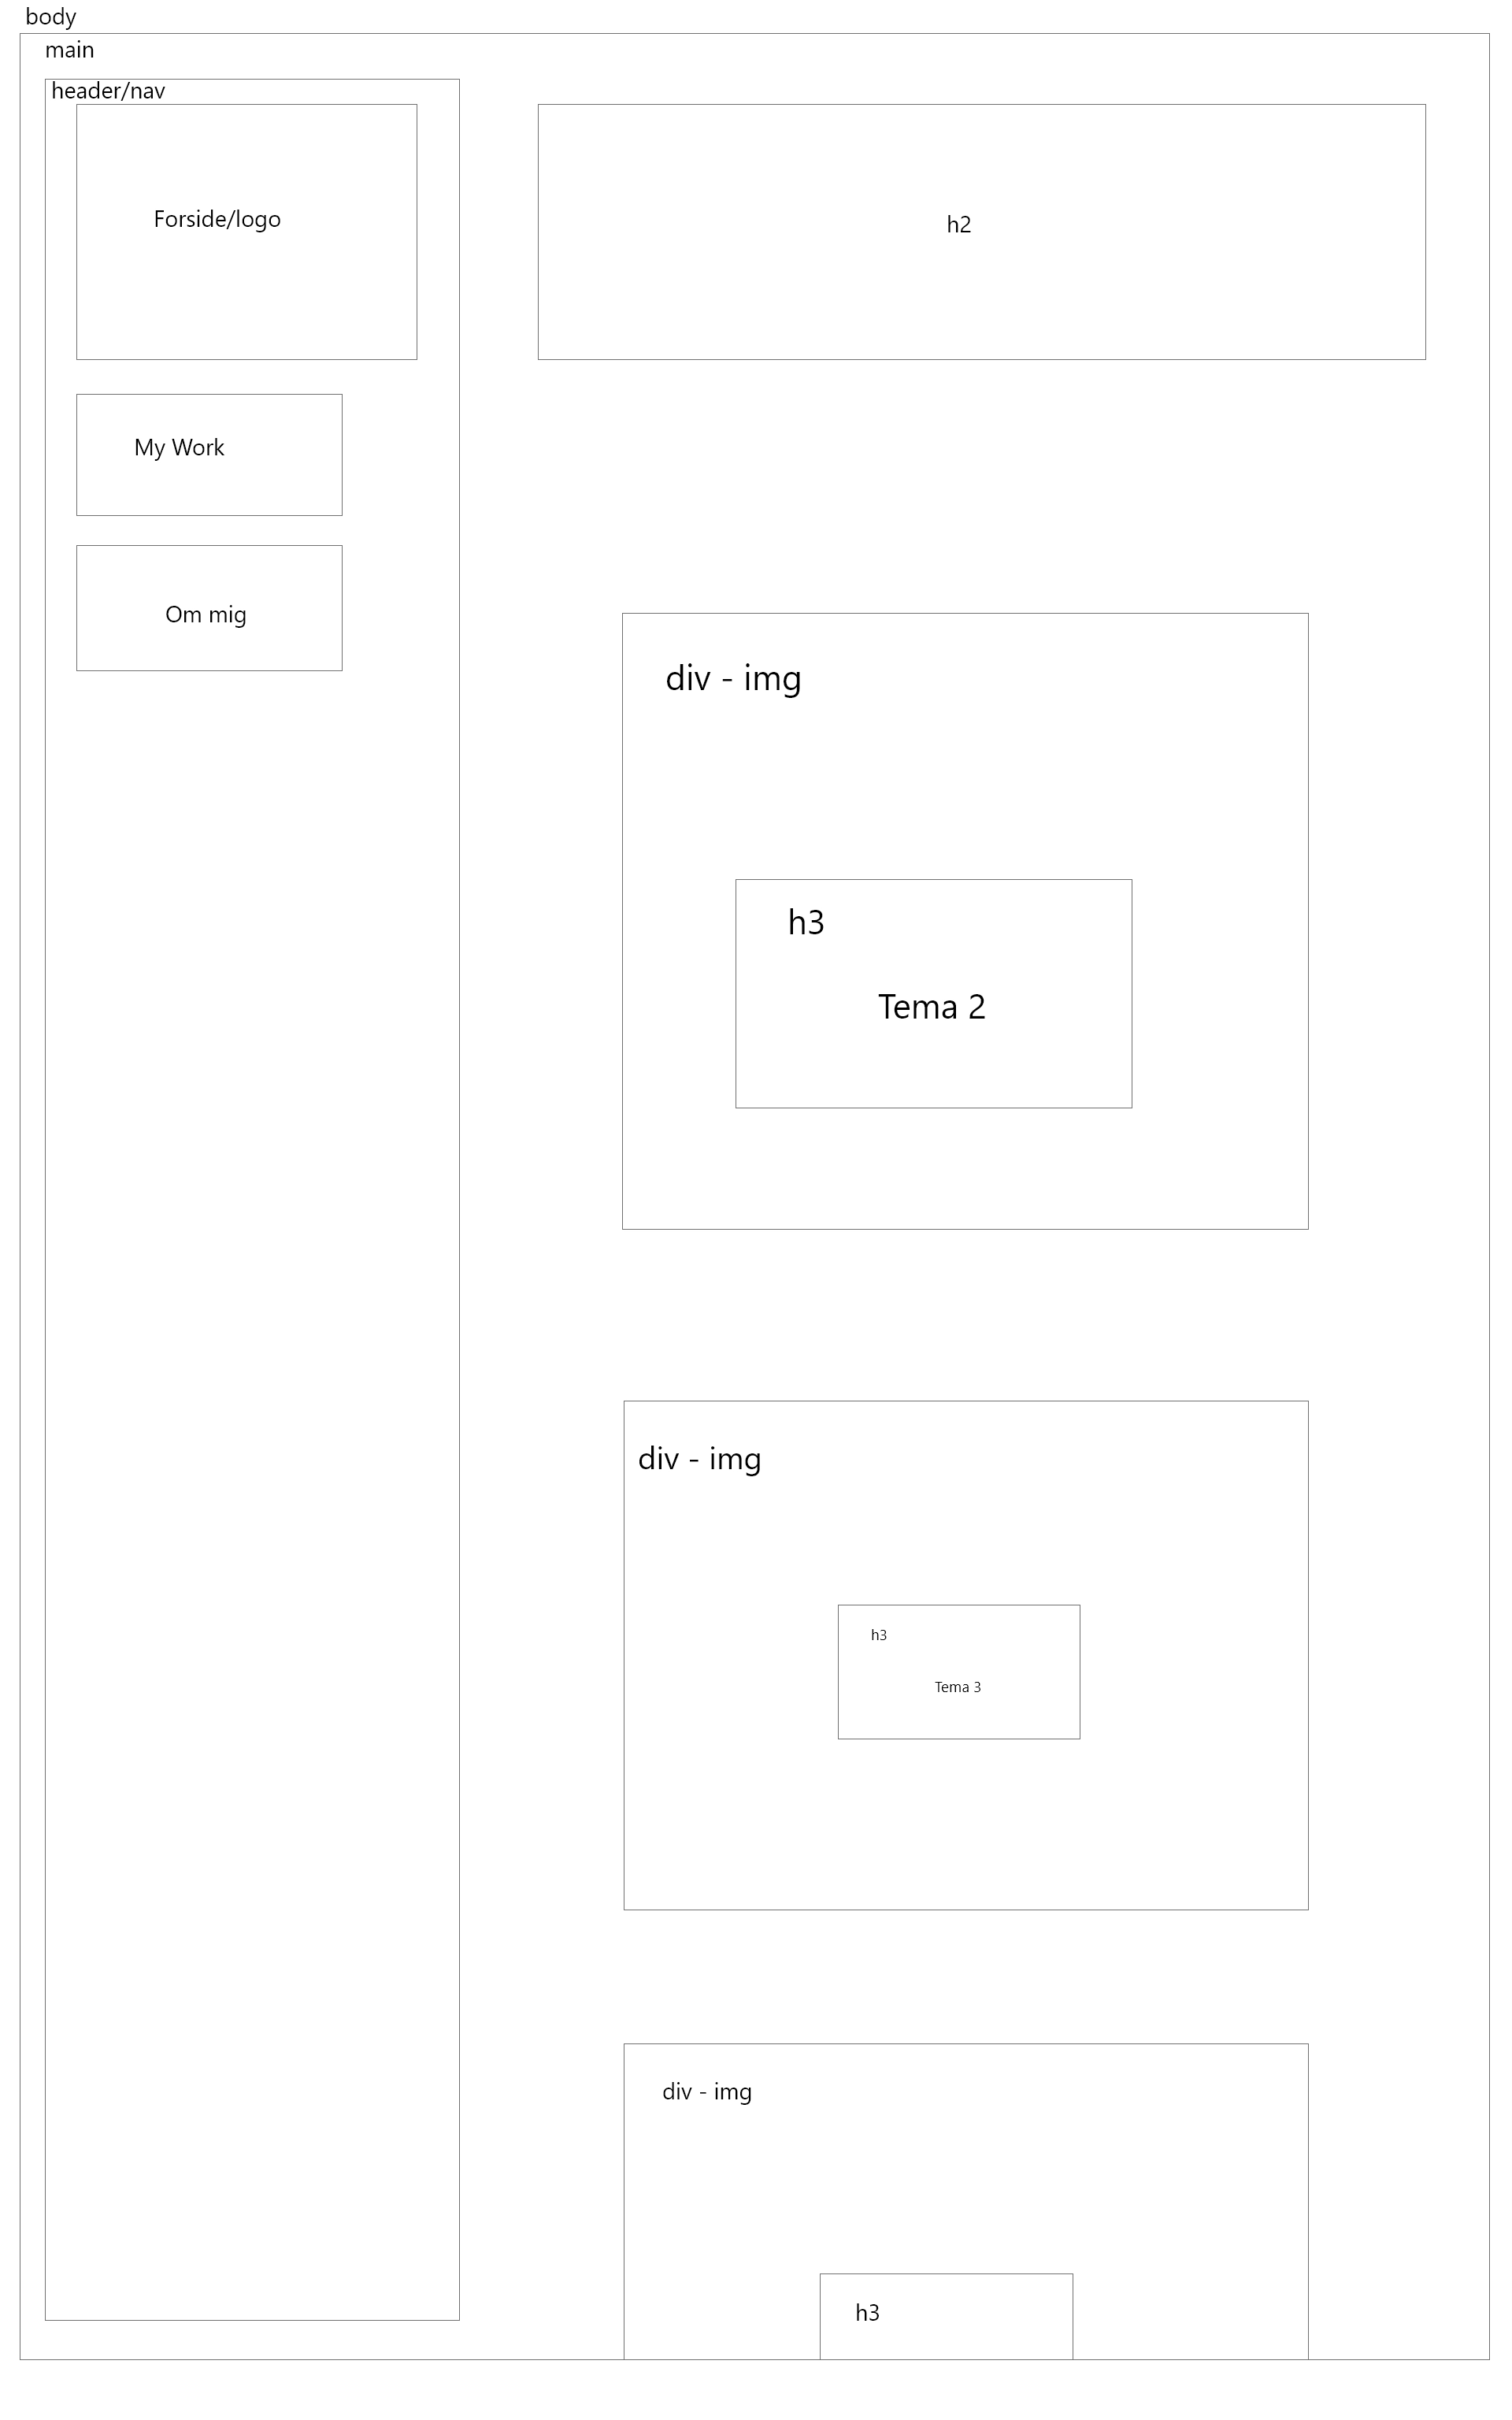 body
main
header/nav
Forside/logo
h2
My Work
Om mig
div - img
h3
Tema 2
div - img
h3
Tema 3
div - img
h3